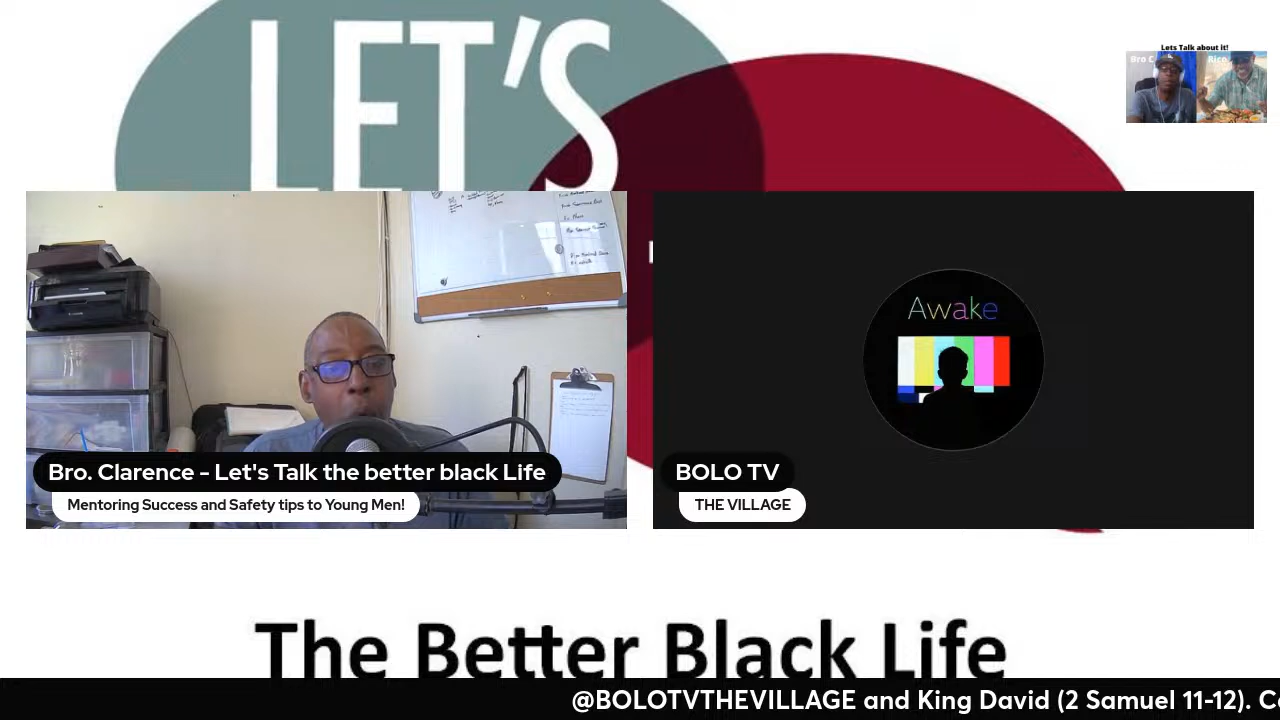 LET'S
Lets Talk about it!
Bro C
Rico
Awake
Bro. Clarence - Let's Talk the better black Life
Mentoring Success and Safety tips to Young Men!
BOLO TV
THE VILLAGE
The Better Black Life
@BOLOTVTHEVILLAGE and King David (2 Samuel 11-12). C